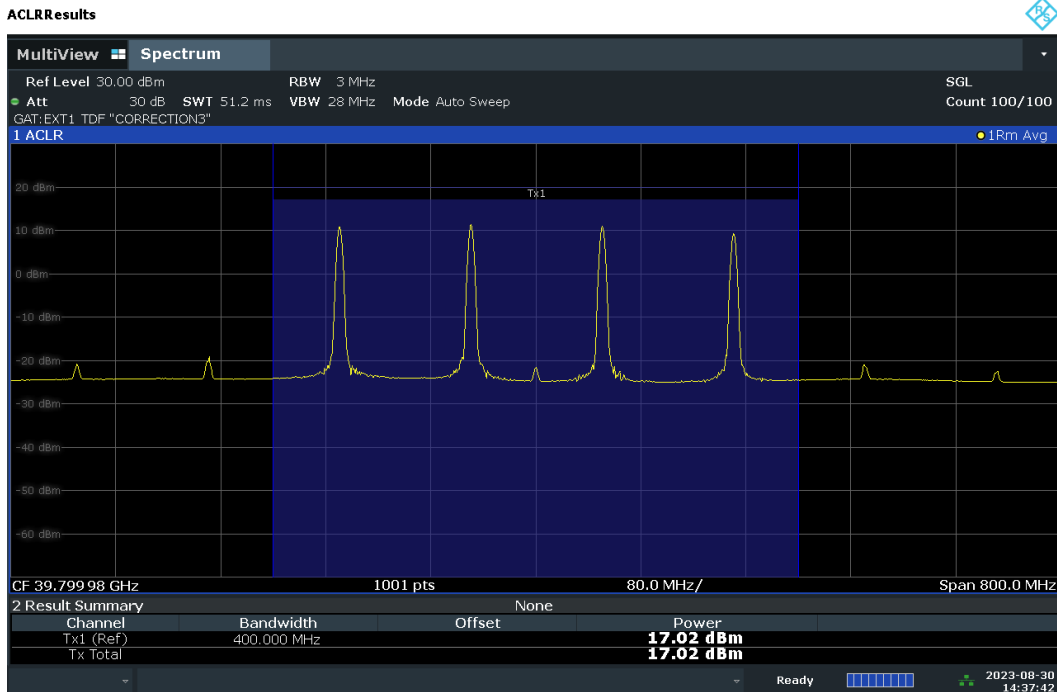 ACLRResults
R&S
MultiView Spectrum
Ref Level 30.00 dBm RBW 3 MHz SGL
Att 30 dB SWT 51.2 ms VBW 28 MHz Mode Auto Sweep Count 100/100
GAT:EXT1 TDF "CORRECTION3"
1 ACLR 1Rm Avg
Tx1
20 dBm
10 dBm
0 dBm
-10 dBm
-20 dBm
-30 dBm
-40 dBm
-50 dBm
-60 dBm
CF 39.79998 GHz 1001 pts 80.0 MHz/ Span 800.0 MHz
2 Result Summary None
Channel Bandwidth Offset Power
Tx1 (Ref) 400.000 MHz 17.02 dBm
Tx Total 17.02 dBm
Ready 2023-08-30
14:37:42